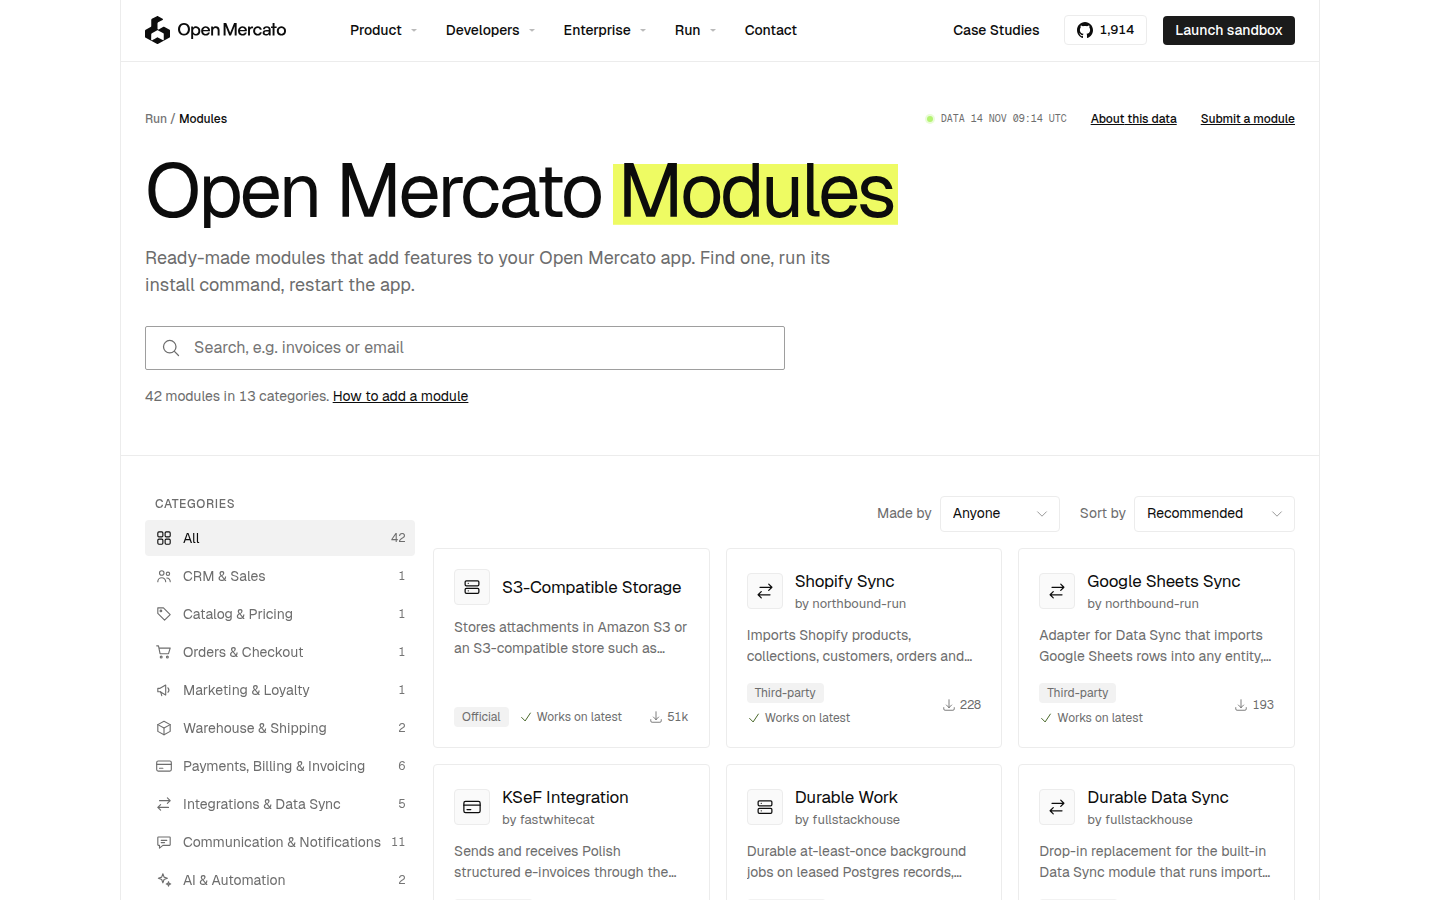 Open Mercato
Product
Developers
Enterprise
Run
Contact
Case Studies
1,914
Launch sandbox
Run / Modules
DATA 14 NOV 09:14 UTC
About this data
Submit a module
Open Mercato Modules
Ready-made modules that add features to your Open Mercato app. Find one, run its
install command, restart the app.
Search, e.g. invoices or email
42 modules in 13 categories. How to add a module
CATEGORIES
All 42
CRM & Sales 1
Catalog & Pricing 1
Orders & Checkout 1
Marketing & Loyalty 1
Warehouse & Shipping 2
Payments, Billing & Invoicing 6
Integrations & Data Sync 5
Communication & Notifications 11
AI & Automation 2
Made by Anyone
Sort by Recommended
S3-Compatible Storage
Stores attachments in Amazon S3 or
an S3-compatible store such as…
Official
Works on latest
51k
Shopify Sync
by northbound-run
Imports Shopify products,
collections, customers, orders and…
Third-party
Works on latest
228
Google Sheets Sync
by northbound-run
Adapter for Data Sync that imports
Google Sheets rows into any entity,…
Third-party
Works on latest
193
KSeF Integration
by fastwhitecat
Sends and receives Polish
structured e-invoices through the…
Durable Work
by fullstackhouse
Durable at-least-once background
jobs on leased Postgres records,…
Durable Data Sync
by fullstackhouse
Drop-in replacement for the built-in
Data Sync module that runs import…